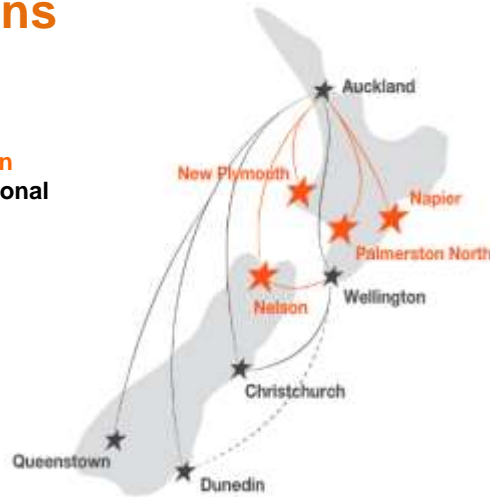 ns
n
onal
Auckland
New Plymouth
Napier
Palmerston North
Wellington
Nelson
Christchurch
Queenstown
Dunedin